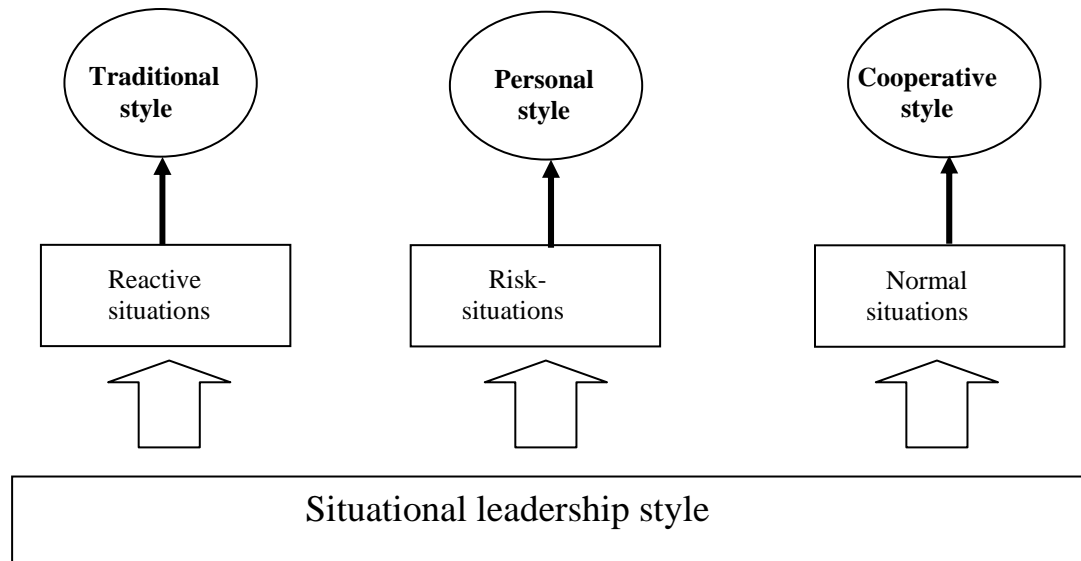 Traditional
style
Personal
style
Cooperative
style
Reactive
situations
Risk-
situations
Normal
situations
Situational leadership style